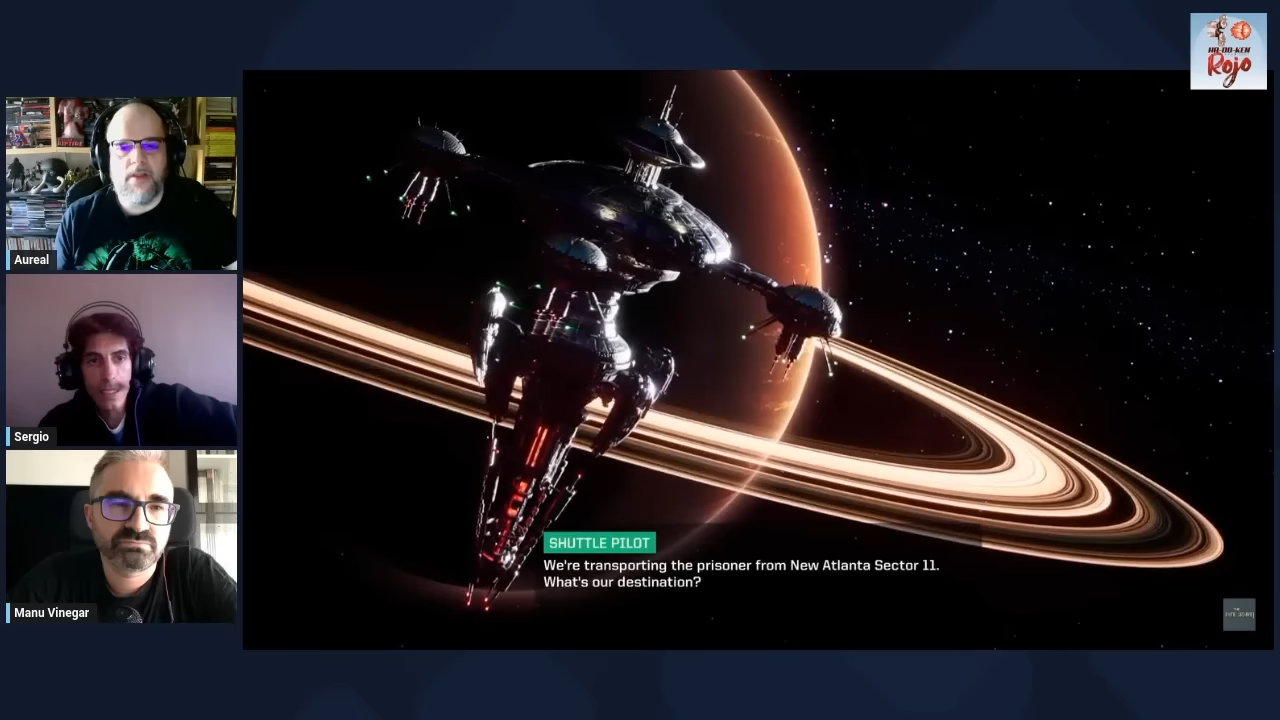 HA-DO-KEN
Rojo
Aureal
Sergio
Manu Vinegar
SHUTTLE PILOT
We're transporting the prisoner from New Atlanta Sector 11.
What's our destination?